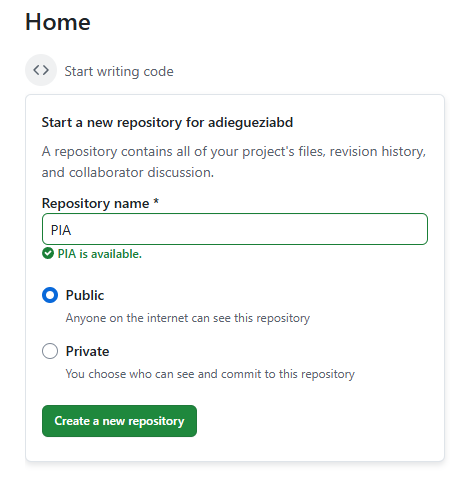 Home
Start writing code
Start a new repository for adiegueziabd
A repository contains all of your project's files, revision history,
and collaborator discussion.
Repository name *
PIA
PIA is available.
Public
Anyone on the internet can see this repository
Private
You choose who can see and commit to this repository
Create a new repository